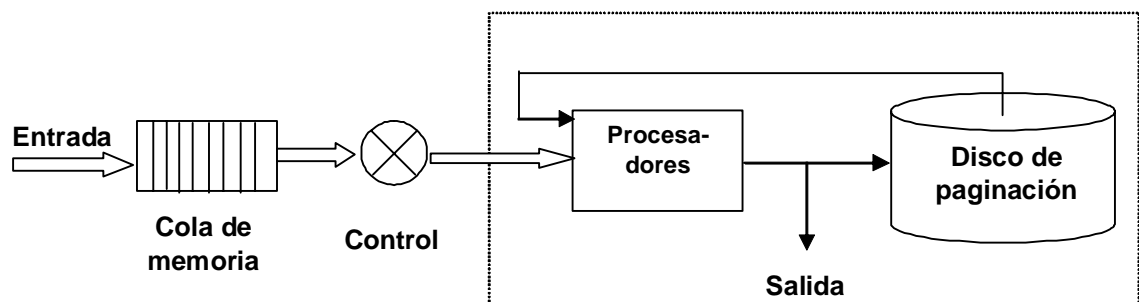 Entrada
Cola de
memoria
Control
Procesa-
dores
Disco de
paginación
Salida